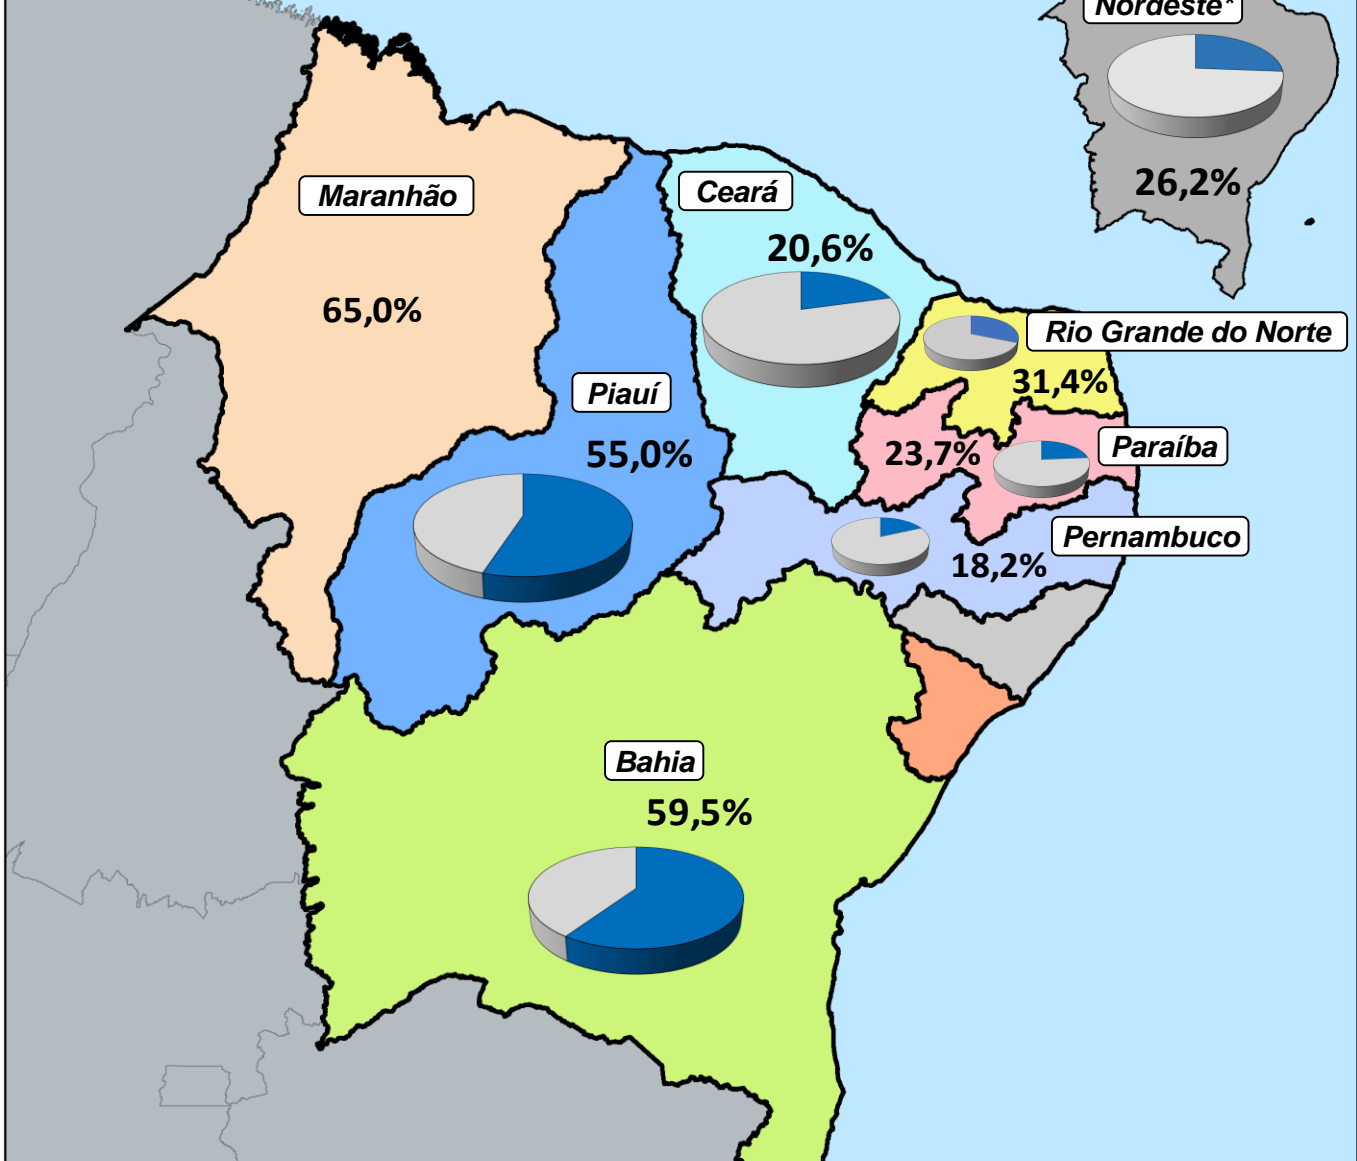 Nordeste*
26,2%
Maranhão
65,0%
Ceará
20,6%
Rio Grande do Norte
31,4%
Piauí
55,0%
Paraíba
23,7%
Pernambuco
18,2%
Bahia
59,5%